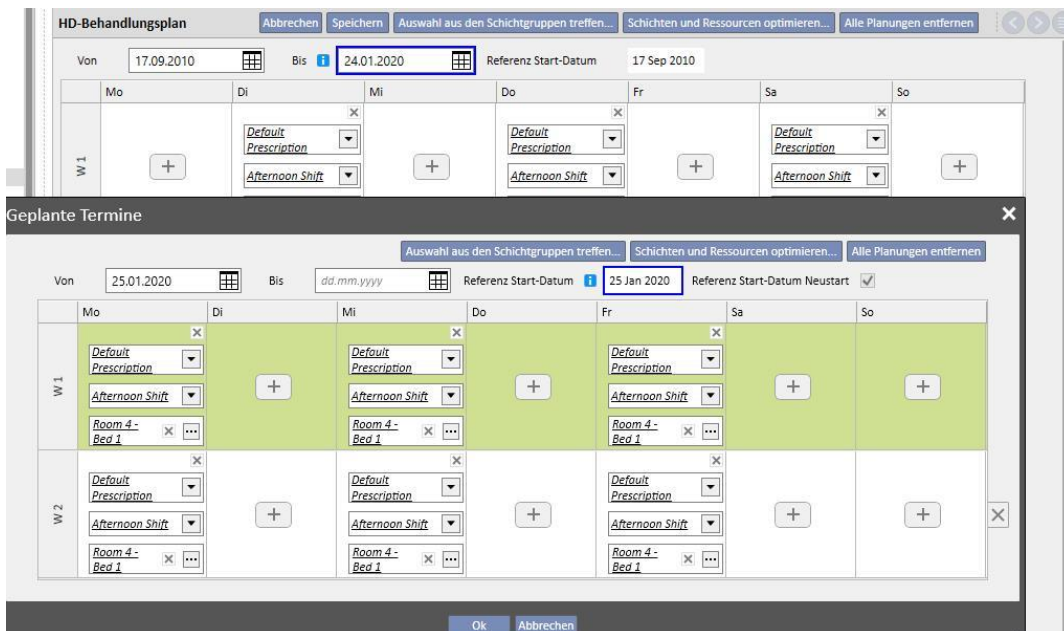 HD-Behandlungsplan Abbrechen Speichern Auswahl aus den Schichtgruppen treffen... Schichten und Ressourcen optimieren... Alle Planungen entfernen
Von 17.09.2010 Bis 24.01.2020 Referenz Start-Datum 17 Sep 2010
Mo Di Mi Do Fr Sa So
W 1
Default Default Default
Prescription Prescription Prescription
Afternoon Shift Afternoon Shift Afternoon Shift
Geplante Termine
Auswahl aus den Schichtgruppen treffen... Schichten und Ressourcen optimieren... Alle Planungen entfernen
Von 25.01.2020 Bis dd.mm.yyyy Referenz Start-Datum 25 Jan 2020 Referenz Start-Datum Neustart
Mo Di Mi Do Fr Sa So
W 1
Default Default Default
Prescription Prescription Prescription
Afternoon Shift Afternoon Shift Afternoon Shift
Room 4 - Room 4 - Room 4 -
Bed 1 Bed 1 Bed 1
W 2
Default Default Default
Prescription Prescription Prescription
Afternoon Shift Afternoon Shift Afternoon Shift
Room 4 - Room 4 - Room 4 -
Bed 1 Bed 1 Bed 1
Ok Abbrechen